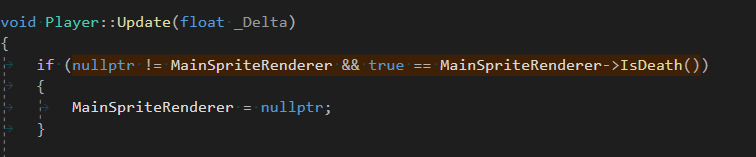 void Player::Update(float _Delta)
{
if (nullptr != MainSpriteRenderer && true == MainSpriteRenderer->IsDeath())
{
MainSpriteRenderer = nullptr;
}